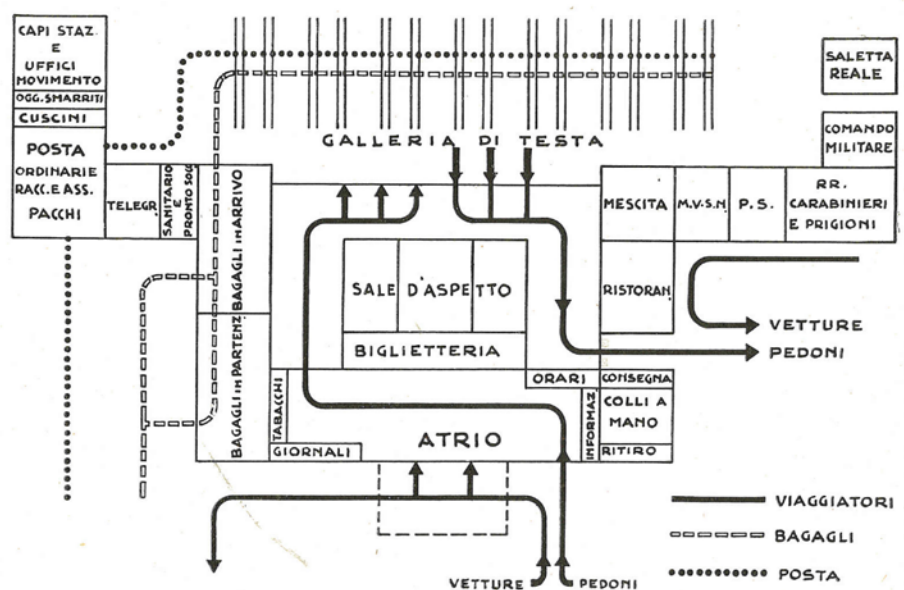 CAPI STAZ.
E
UFFICI
MOVIMENTO
OGG. SMARRITI
CUSCINI
POSTA
ORDINARIE
RACC. E ASS.
PACCHI
TELEGR.
SANITARIO
E
PRONTO SOCC
BAGAGLI IN ARRIVO
BAGAGLI IN PARTENZ
GALLERIA DI TESTA
SALETTA
REALE
COMANDO
MILITARE
MESCITA
M.V.S.N.
P.S.
RR.
CARABINIERI
E PRIGIONI
SALE D'ASPETTO
RISTORAN.
BIGLIETTERIA
VETTURE
PEDONI
ORARI
CONSEGNA
COLLI A
MANO
RITIRO
INFORMAZ.
TABACCHI
GIORNALI
ATRIO
VETTURE
PEDONI
VIAGGIATORI
BAGAGLI
POSTA